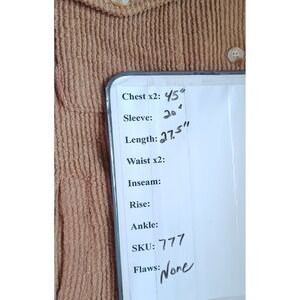 Chest x2: 45"
Sleeve: 20"
Length: 27.5"
Waist x2:
Inseam:
Rise:
Ankle:
SKU: 777
Flaws: None